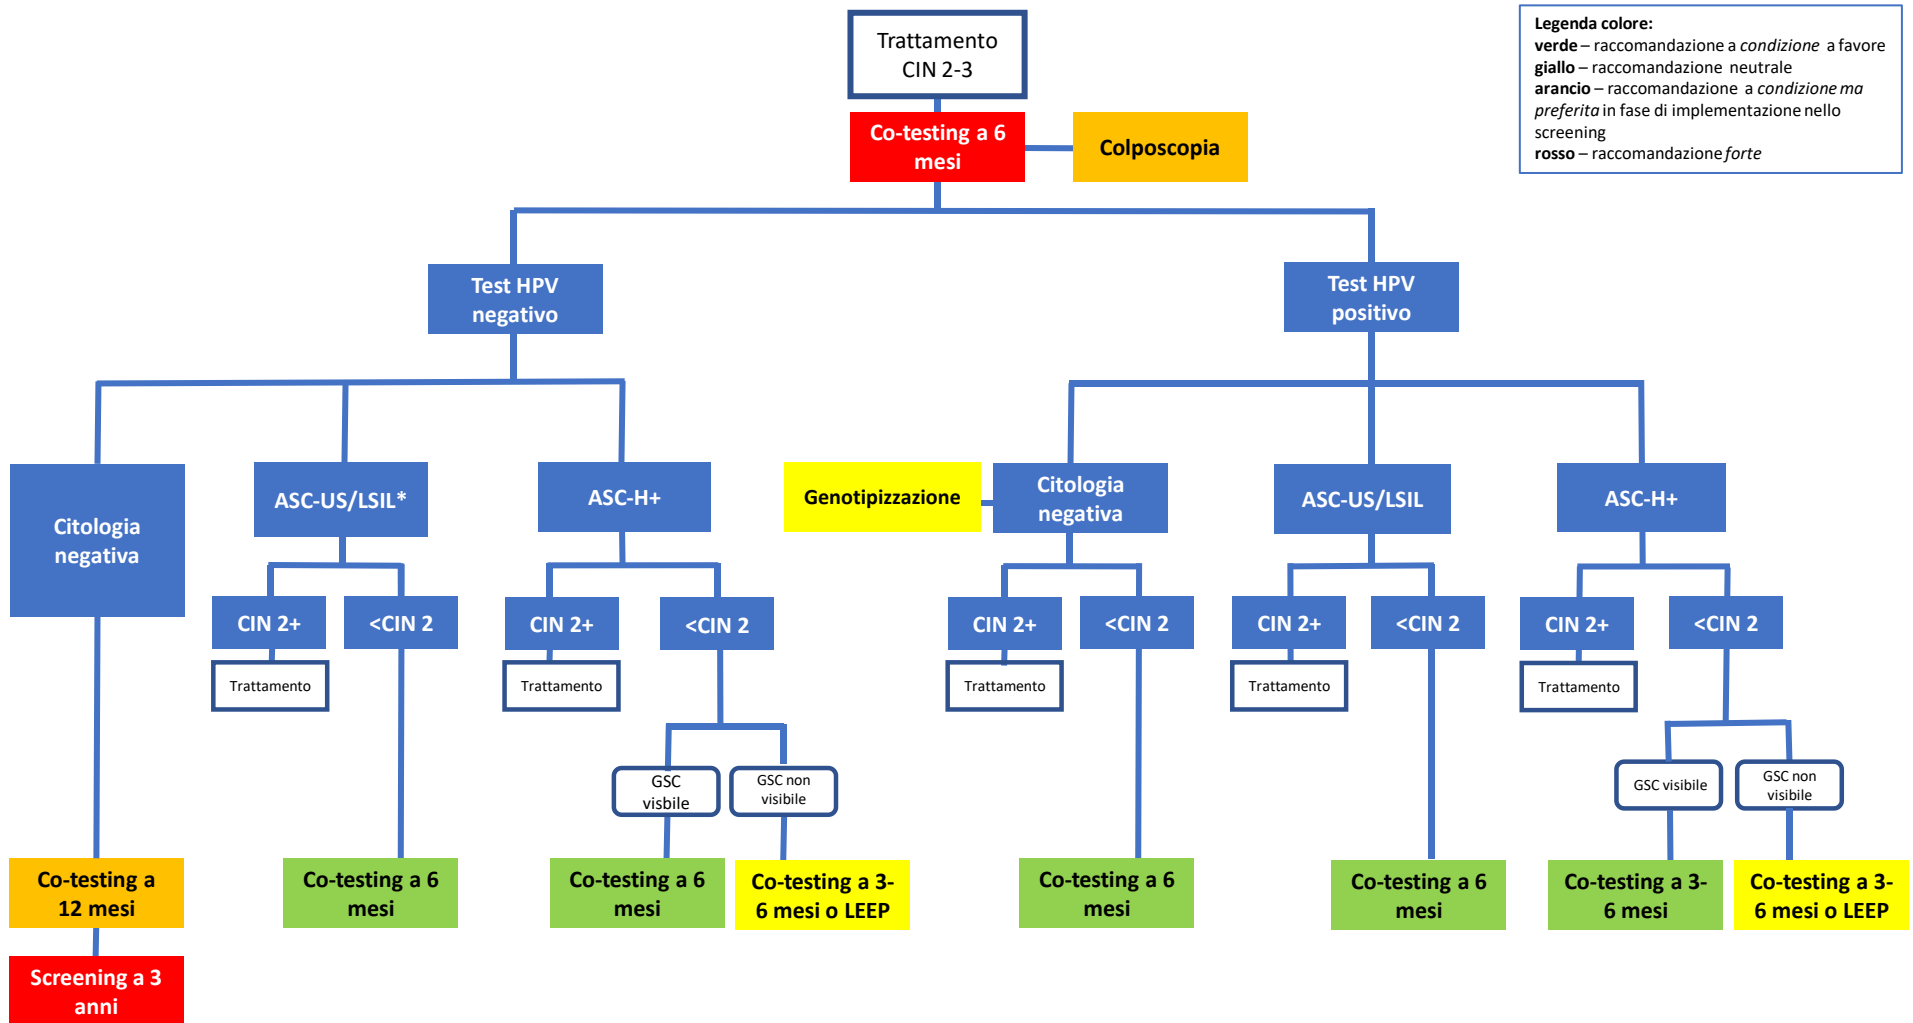 Trattamento
CIN 2-3
Legenda colore:
verde – raccomandazione a condizione a favore
giallo – raccomandazione neutrale
arancio – raccomandazione a condizione ma
preferita in fase di implementazione nello
screening
rosso – raccomandazione forte
Co-testing a 6
mesi
Colposcopia
Test HPV
negativo
Test HPV
positivo
Citologia
negativa
ASC-US/LSIL*
ASC-H+
Genotipizzazione
Citologia
negativa
ASC-US/LSIL
ASC-H+
CIN 2+
<CIN 2
CIN 2+
<CIN 2
CIN 2+
<CIN 2
CIN 2+
<CIN 2
CIN 2+
<CIN 2
Trattamento
Trattamento
Trattamento
Trattamento
Trattamento
GSC
visbile
GSC non
visibile
GSC visibile
GSC non
visibile
Co-testing a
12 mesi
Co-testing a 6
mesi
Co-testing a 6
mesi
Co-testing a 3-
6 mesi o LEEP
Co-testing a 6
mesi
Co-testing a 6
mesi
Co-testing a 3-
6 mesi
Co-testing a 3-
6 mesi o LEEP
Screening a 3
anni